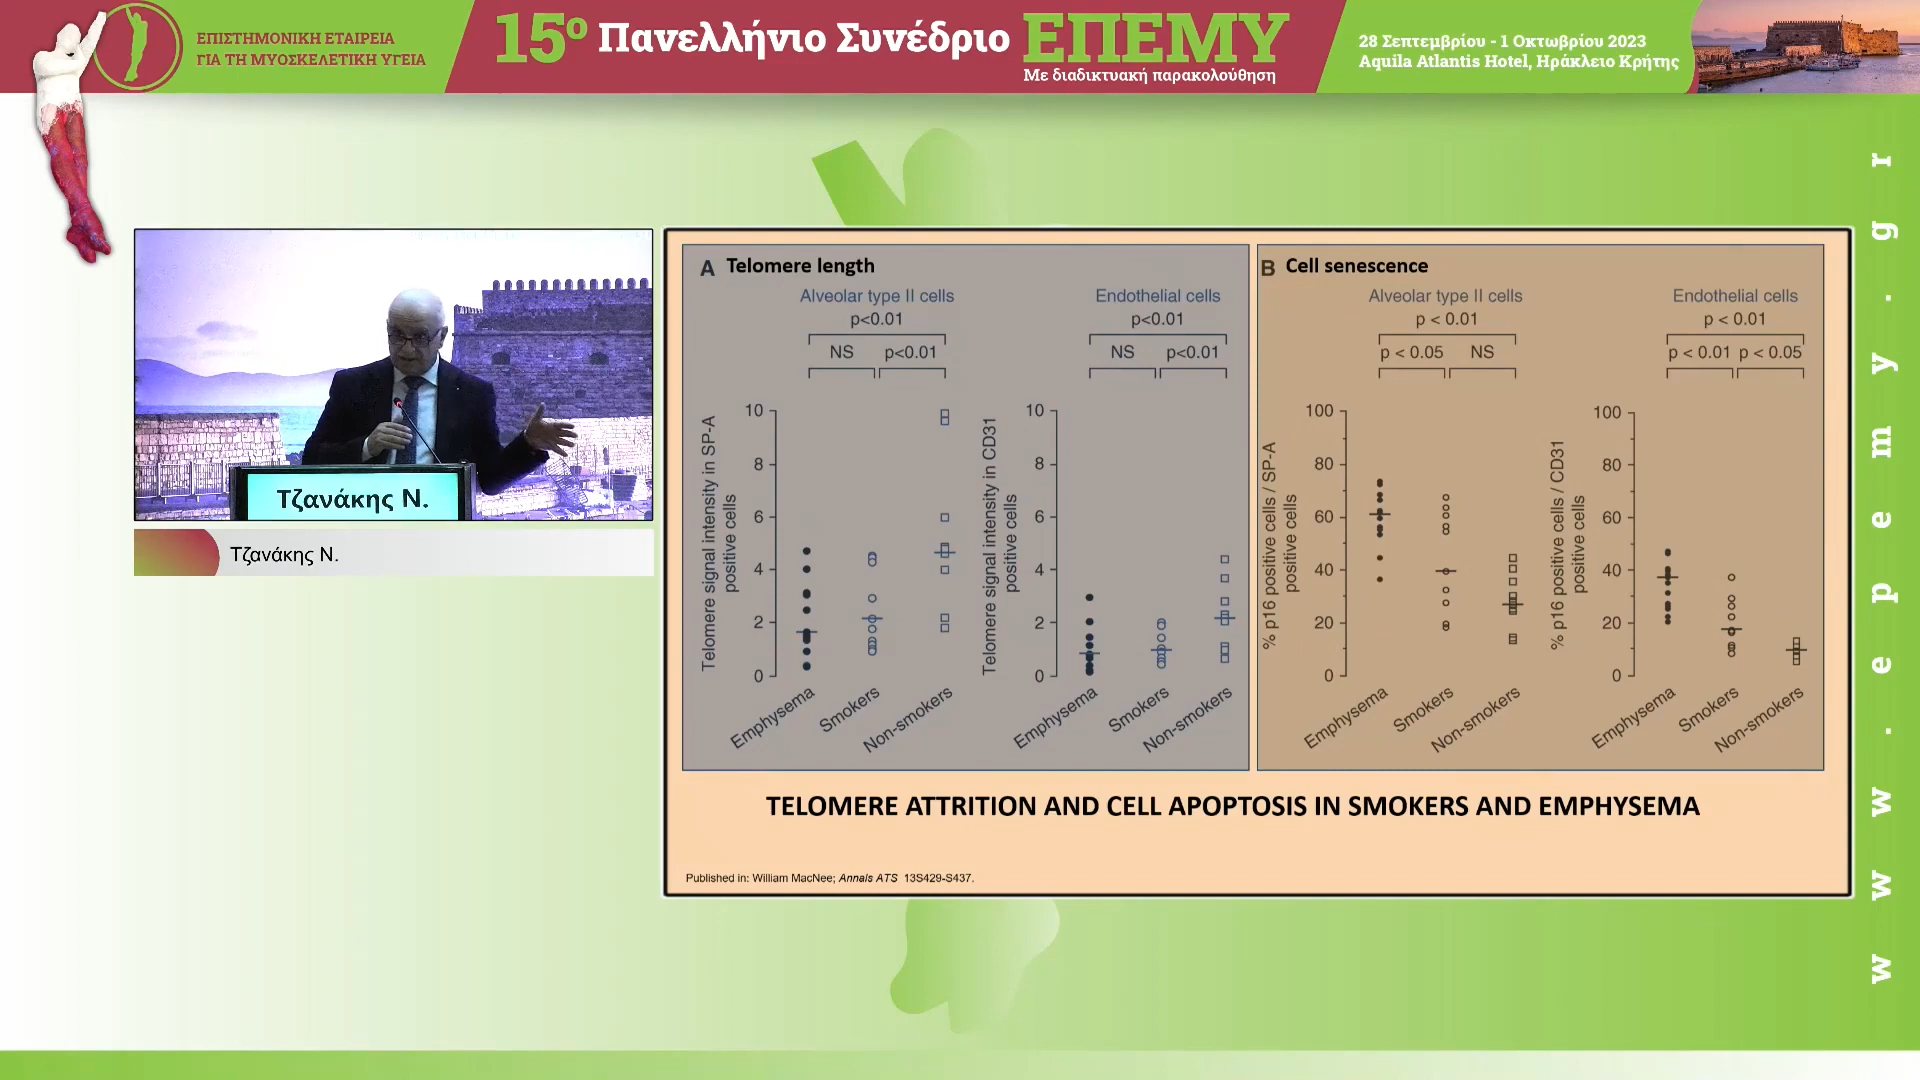 ΕΠΙΣΤΗΜΟΝΙΚΗ ΕΤΑΙΡΕΙΑ
ΓΙΑ ΤΗ ΜΥΟΣΚΕΛΕΤΙΚΗ ΥΓΕΙΑ
15ο Πανελλήνιο Συνέδριο ΕΠΕΜΥ
Με διαδικτυακή παρακολούθηση
28 Σεπτεμβρίου - 1 Οκτωβρίου 2023
Aquila Atlantis Hotel, Ηράκλειο Κρήτης
www.epemy.gr
Τζανάκης Ν.
Τζανάκης Ν.
A Telomere length
Alveolar type II cells
p<0.01
NS p<0.01
Telomere signal intensity in SP-A
positive cells
10
8
6
4
2
0
Emphysema
Smokers
Non-smokers
Endothelial cells
p<0.01
NS p<0.01
Telomere signal intensity in CD31
positive cells
10
8
6
4
2
0
Emphysema
Smokers
Non-smokers
B Cell senescence
Alveolar type II cells
p < 0.01
p < 0.05 NS
% p16 positive cells / SP-A
positive cells
100
80
60
40
20
0
Emphysema
Smokers
Non-smokers
Endothelial cells
p < 0.01
p < 0.01 p < 0.05
% p16 positive cells / CD31
positive cells
100
80
60
40
20
0
Emphysema
Smokers
Non-smokers
TELOMERE ATTRITION AND CELL APOPTOSIS IN SMOKERS AND EMPHYSEMA
Published in: William MacNee; Annals ATS 13S429-S437.